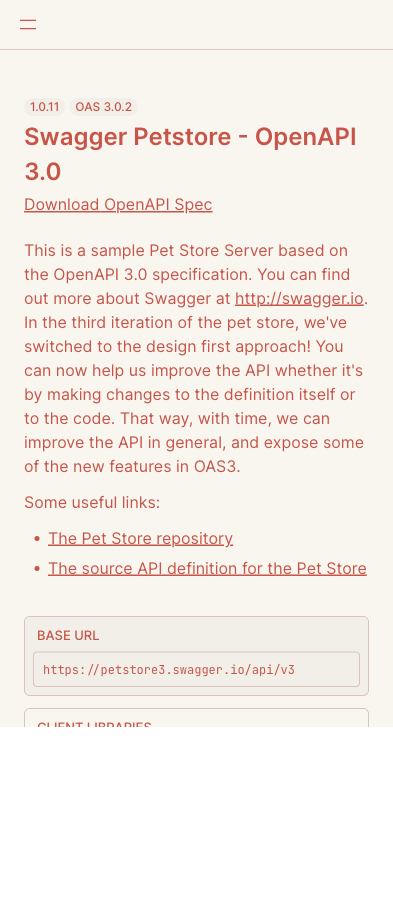 1.0.11 OAS 3.0.2
Swagger Petstore - OpenAPI
3.0
Download OpenAPI Spec
This is a sample Pet Store Server based on
the OpenAPI 3.0 specification. You can find
out more about Swagger at http://swagger.io.
In the third iteration of the pet store, we've
switched to the design first approach! You
can now help us improve the API whether it's
by making changes to the definition itself or
to the code. That way, with time, we can
improve the API in general, and expose some
of the new features in OAS3.
Some useful links:
• The Pet Store repository
• The source API definition for the Pet Store
BASE URL
https://petstore3.swagger.io/api/v3
CLIENT LIBRARIES